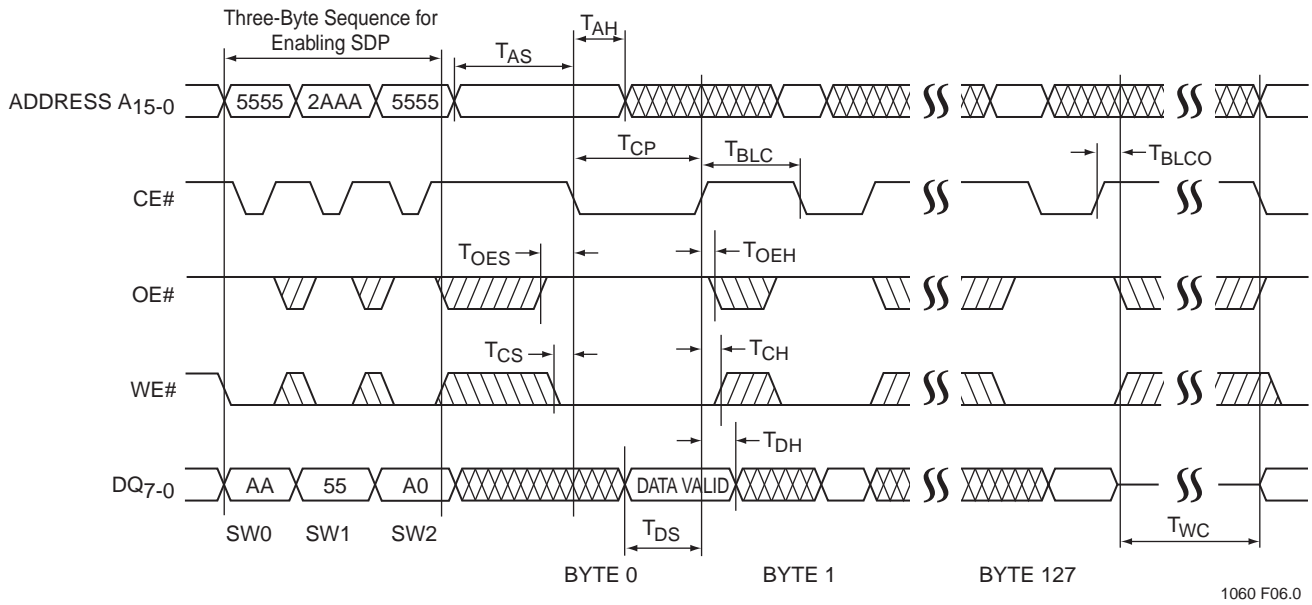 Three-Byte Sequence for
Enabling SDP
TAS
TAH
ADDRESS A15-0
5555
2AAA
5555
TCP
TBLC
TBLCO
CE#
TOES
TOEH
OE#
TCS
TCH
WE#
TDH
DQ7-0
AA
55
A0
DATA VALID
SW0
SW1
SW2
TDS
TWC
BYTE 0
BYTE 1
BYTE 127
1060 F06.0